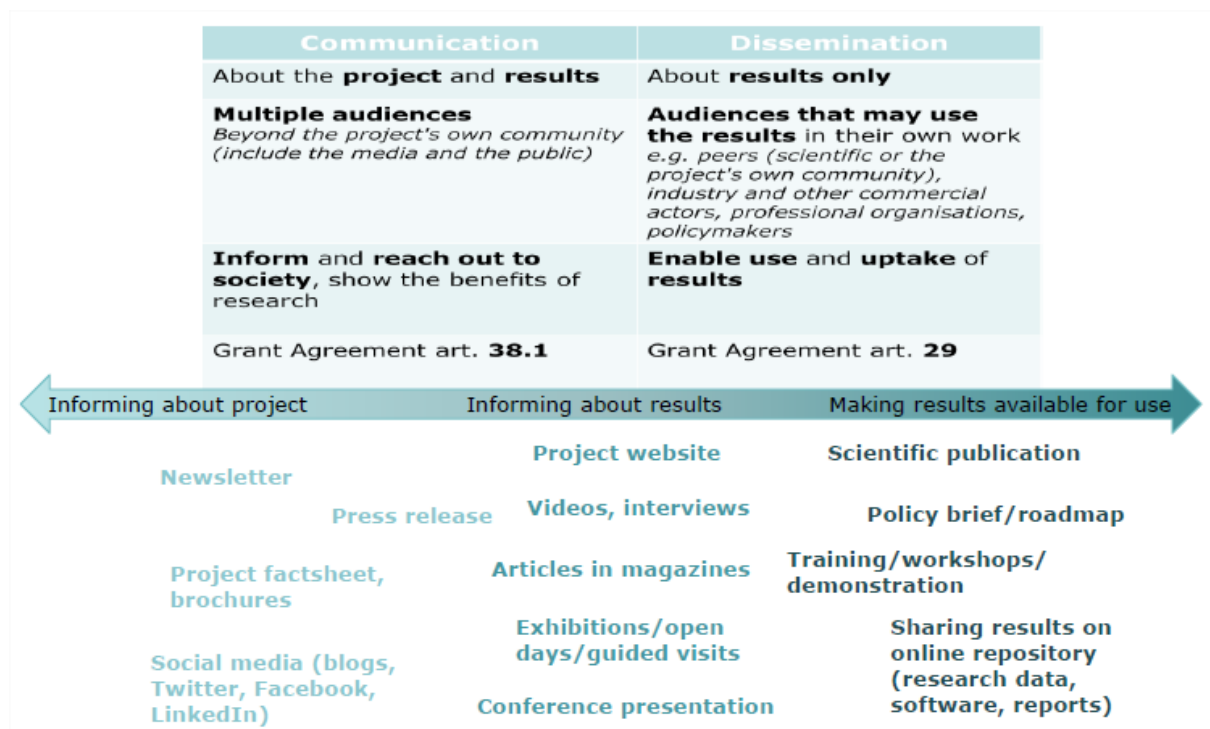 Communication
Dissemination
About the project and results
About results only
Multiple audiences
Beyond the project's own community
(include the media and the public)
Audiences that may use
the results in their own work
e.g. peers (scientific or the
project's own community),
industry and other commercial
actors, professional organisations,
policymakers
Inform and reach out to
society, show the benefits of
research
Enable use and uptake of
results
Grant Agreement art. 38.1
Grant Agreement art. 29
Informing about project
Informing about results
Making results available for use
Newsletter
Press release
Project factsheet,
brochures
Social media (blogs,
Twitter, Facebook,
LinkedIn)
Project website
Videos, interviews
Articles in magazines
Exhibitions/open
days/guided visits
Conference presentation
Scientific publication
Policy brief/roadmap
Training/workshops/
demonstration
Sharing results on
online repository
(research data,
software, reports)